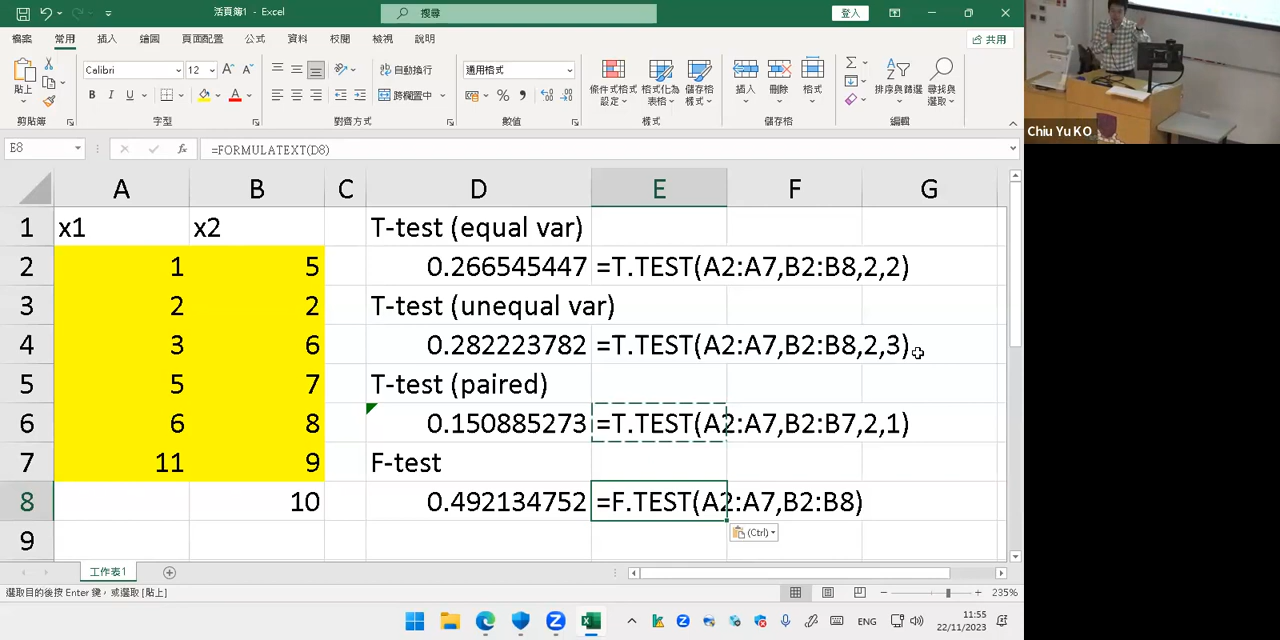 活頁簿1 - Excel
搜尋
登入
檔案 常用 插入 繪圖 頁面配置 公式 資料 校閱 檢視 說明
共用
貼上
Calibri 12
B I U
自動換行
跨欄置中
通用格式
條件式格式設定
格式化為表格
儲存格樣式
插入 刪除 格式
排序與篩選
尋找與選取
剪貼簿 字型 對齊方式 數值 樣式 儲存格 編輯
E8 fx =FORMULATEXT(D8)
A B C D E F G
1 x1 x2 T-test (equal var)
2 1 5 0.266545447 =T.TEST(A2:A7,B2:B8,2,2)
3 2 2 T-test (unequal var)
4 3 6 0.282223782 =T.TEST(A2:A7,B2:B8,2,3)
5 5 7 T-test (paired)
6 6 8 0.150885273 =T.TEST(A2:A7,B2:B7,2,1)
7 11 9 F-test
8 10 0.492134752 =F.TEST(A2:A7,B2:B8)
(Ctrl)
9
工作表1
選取目的後按 Enter 鍵，或選取 [貼上]
235%
ENG
11:55
22/11/2023
Chiu Yu KO